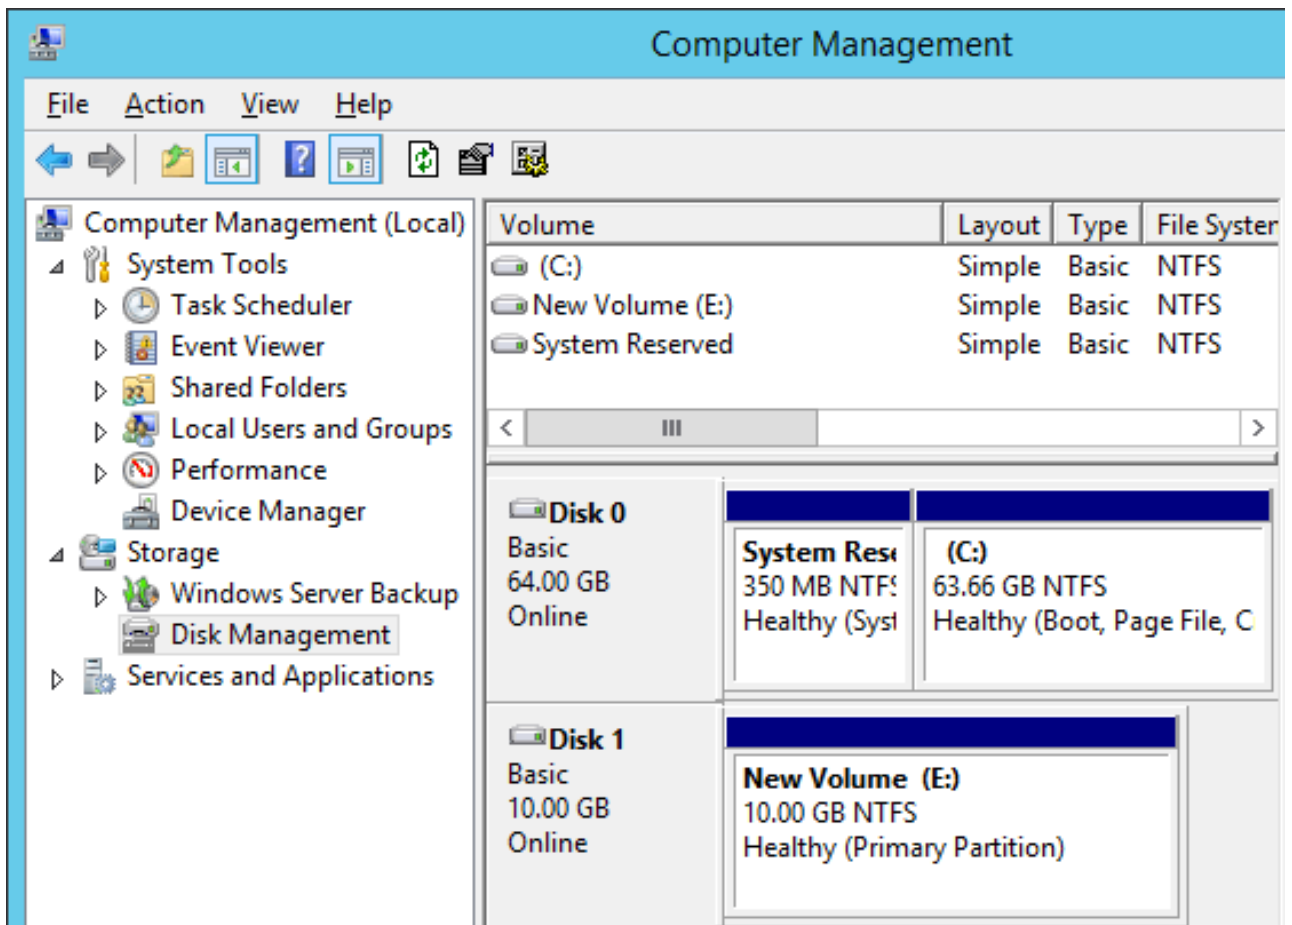 Computer Management
File Action View Help
Computer Management (Local)
System Tools
Task Scheduler
Event Viewer
Shared Folders
Local Users and Groups
Performance
Device Manager
Storage
Windows Server Backup
Disk Management
Services and Applications
Volume Layout Type File System
(C:) Simple Basic NTFS
New Volume (E:) Simple Basic NTFS
System Reserved Simple Basic NTFS
Disk 0
Basic
64.00 GB
Online
System Rese
350 MB NTFS
Healthy (Syst
(C:)
63.66 GB NTFS
Healthy (Boot, Page File, C
Disk 1
Basic
10.00 GB
Online
New Volume (E:)
10.00 GB NTFS
Healthy (Primary Partition)